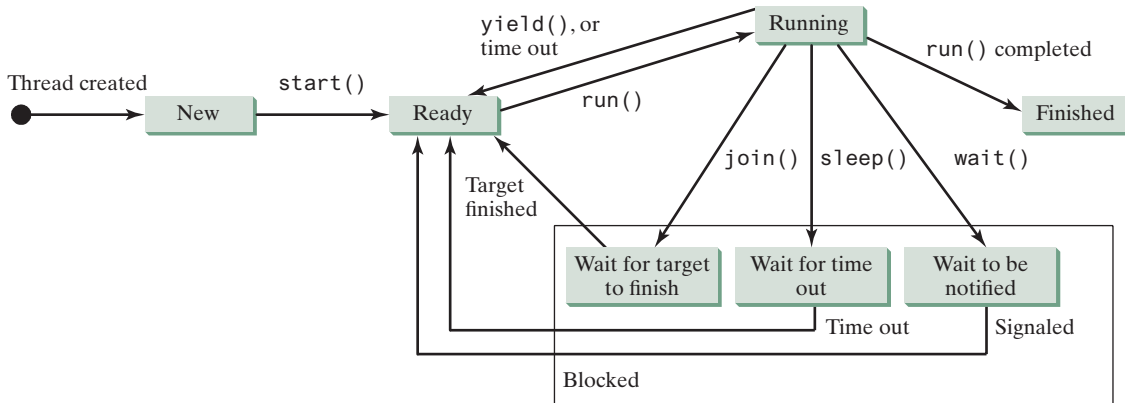 Running
yield(), or
time out
run() completed
Thread created
start()
run()
New
Ready
Finished
join()
sleep()
wait()
Target
finished
Wait for target
to finish
Wait for time
out
Wait to be
notified
Time out
Signaled
Blocked